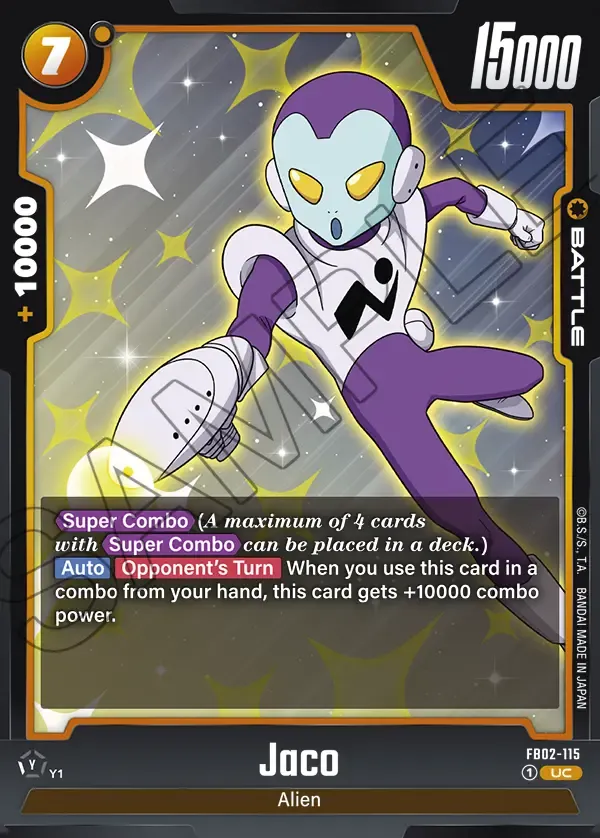 7
15000
+ 10000
BATTLE
SAMPLE
Super Combo (A maximum of 4 cards
with Super Combo can be placed in a deck.)
Auto Opponent's Turn When you use this card in a
combo from your hand, this card gets +10000 combo
power.
©B.S./S., T.A. BANDAI MADE IN JAPAN
Jaco
FB02-115
Y Y1
1 UC
Alien